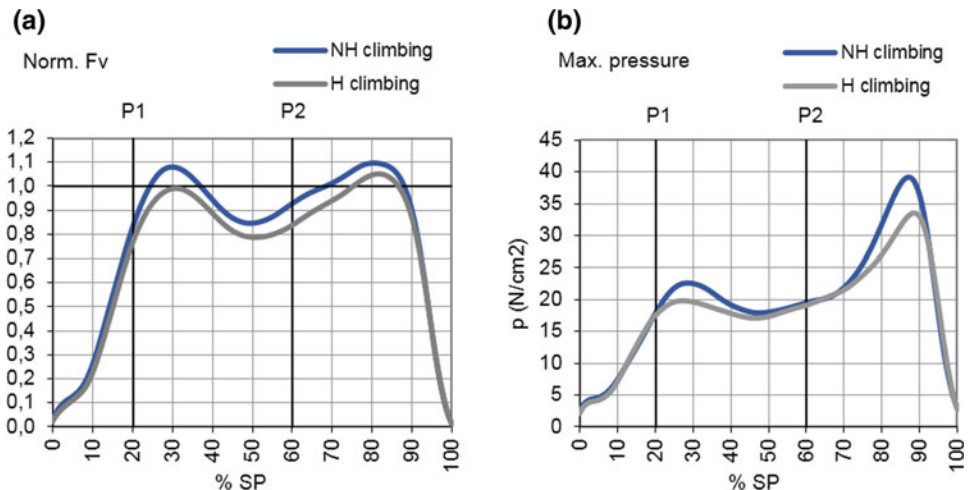 (a)
Norm. Fv
NH climbing
H climbing
P1
P2
1,2
1,1
1,0
0,9
0,8
0,7
0,6
0,5
0,4
0,3
0,2
0,1
0,0
0 10 20 30 40 50 60 70 80 90 100
% SP
(b)
Max. pressure
NH climbing
H climbing
P1
P2
p (N/cm2)
45
40
35
30
25
20
15
10
5
0
0 10 20 30 40 50 60 70 80 90 100
% SP